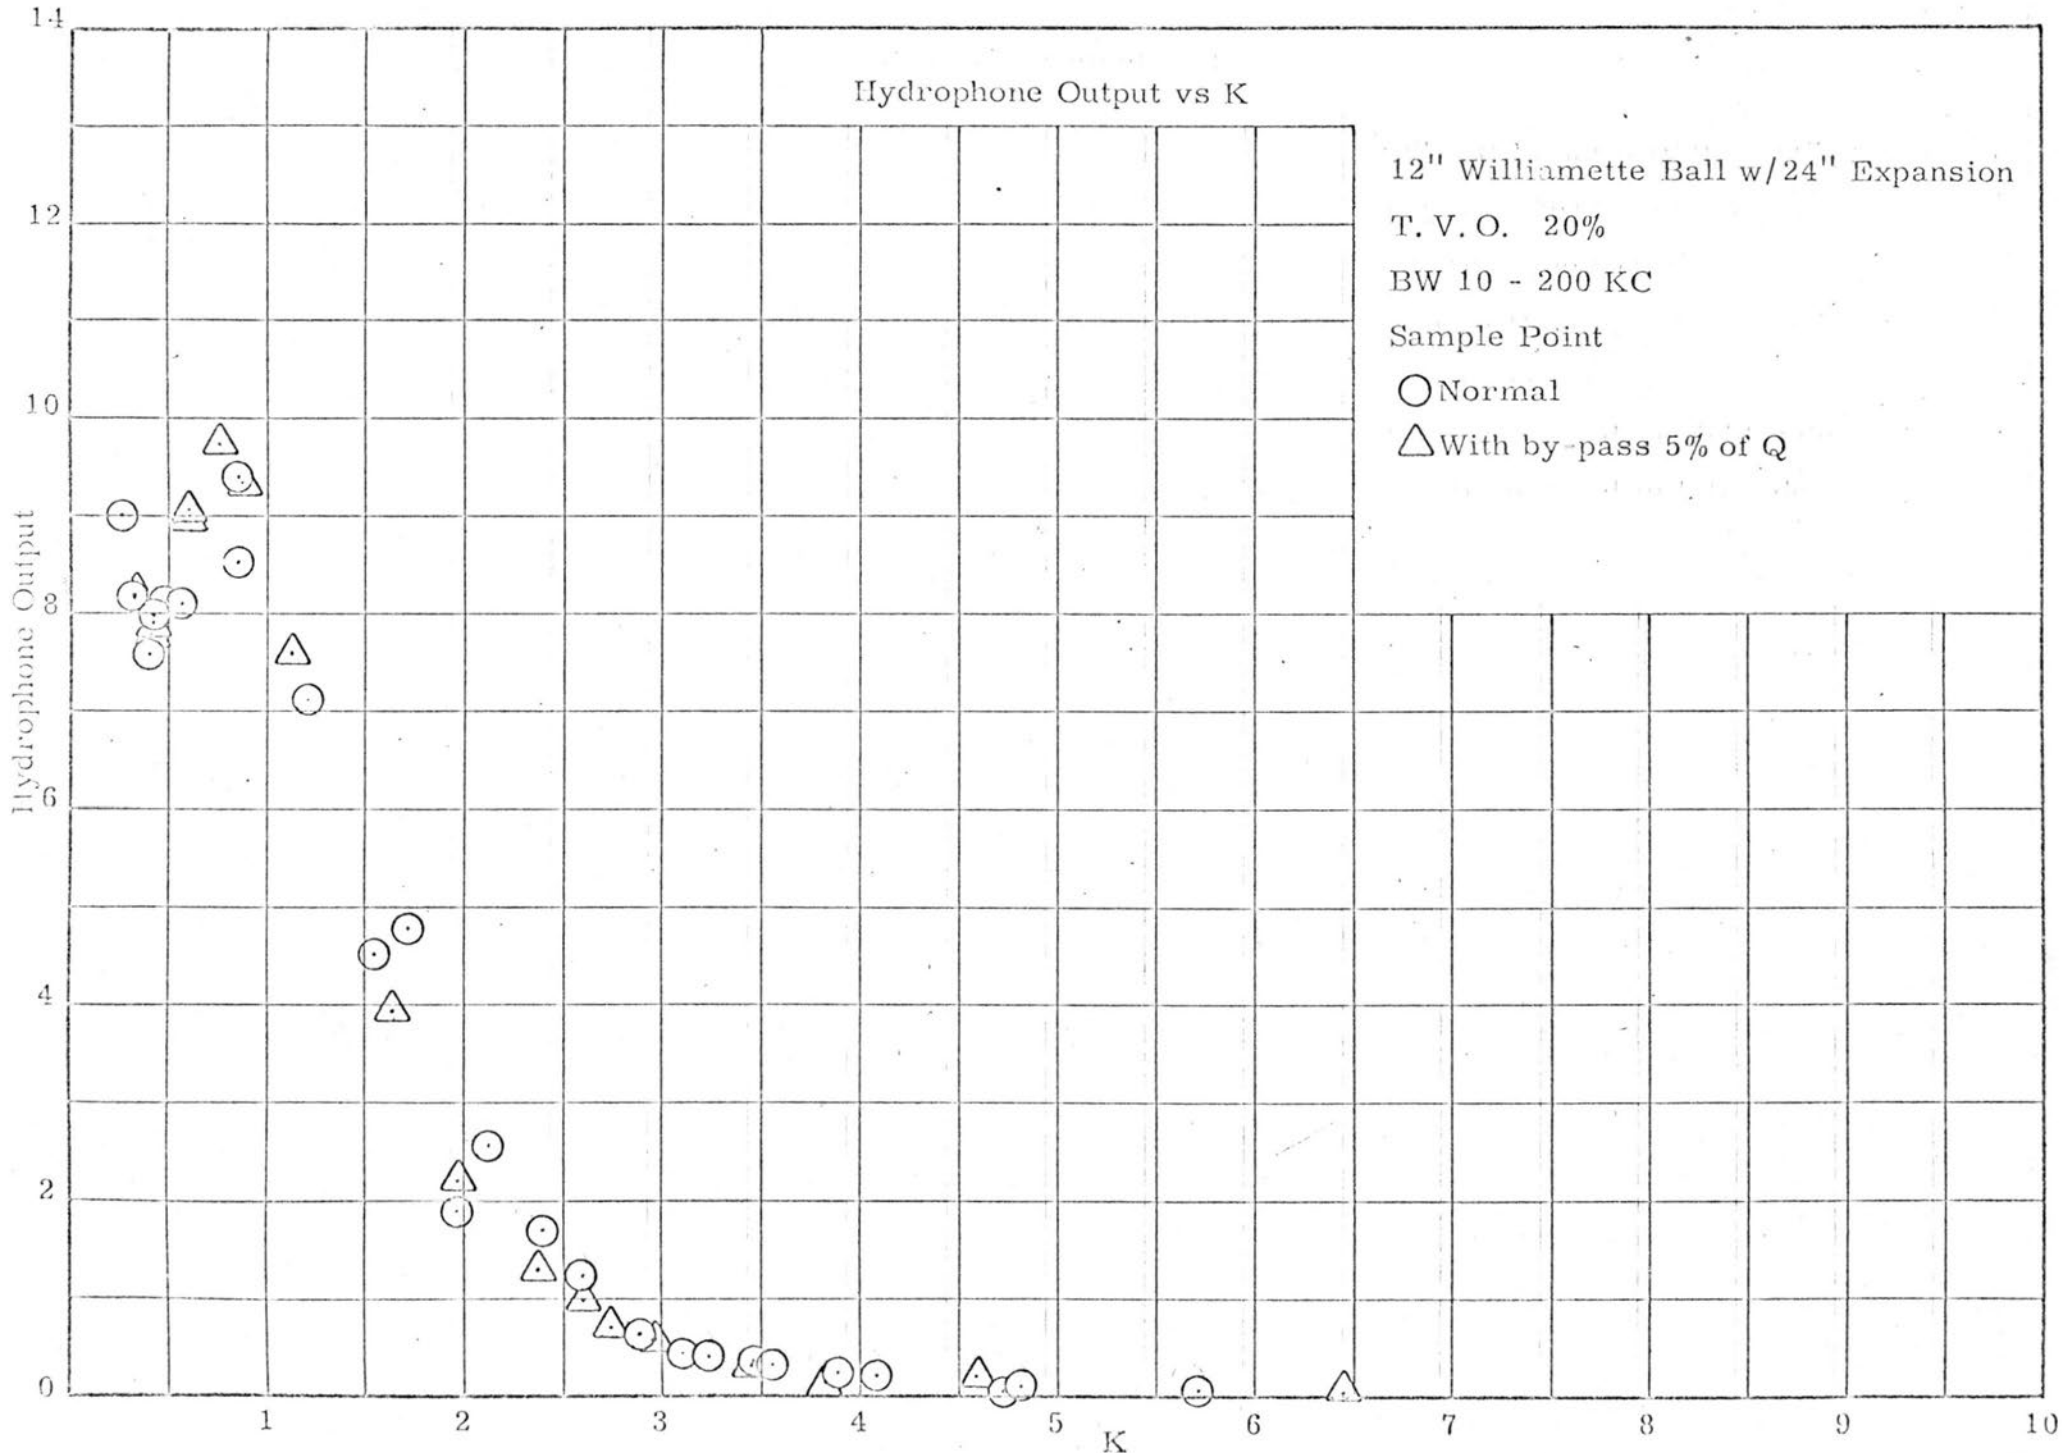 Hydrophone Output vs K
12" Williamette Ball w/24" Expansion
T. V. O. 20%
BW 10 - 200 KC
Sample Point
Normal
With by-pass 5% of Q
Hydrophone Output
14
12
10
8
6
4
2
0
1
2
3
4
5
6
7
8
9
10
K